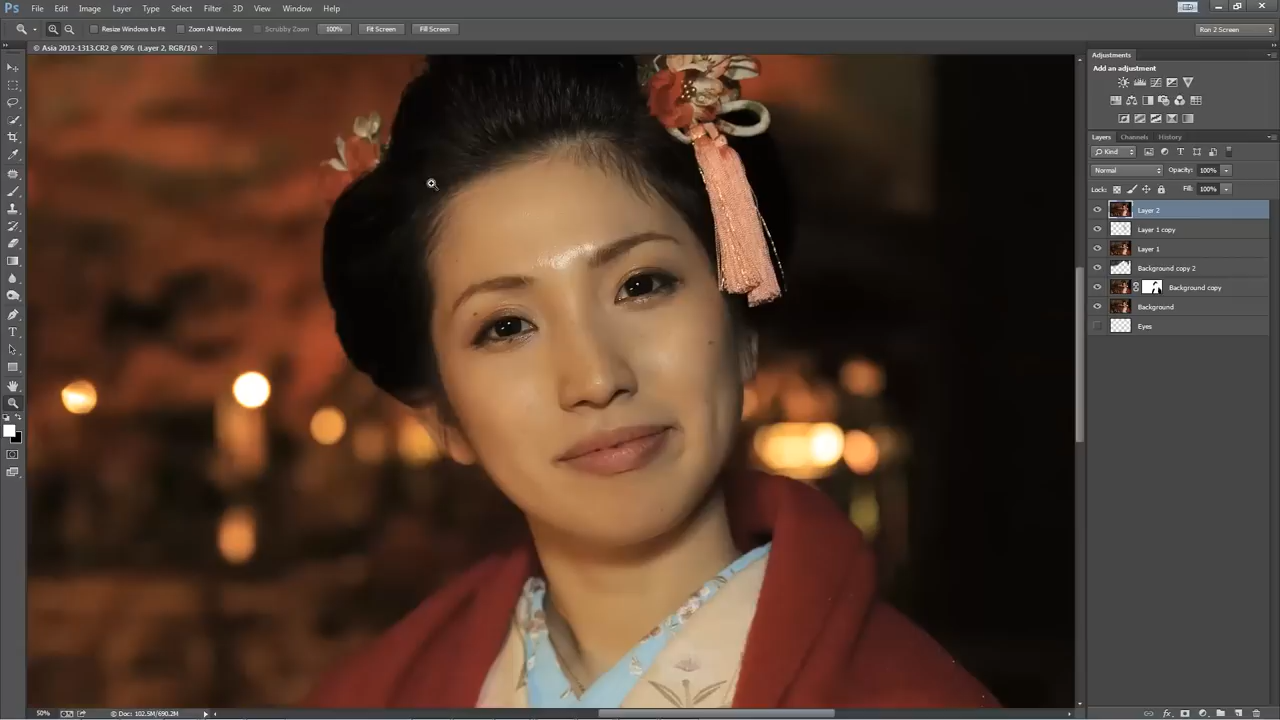 Ps File Edit Image Layer Type Select Filter 3D View Window Help
Resize Windows to Fit Zoom All Windows Scrubby Zoom 100% Fit Screen Fill Screen Ron 2 Screen
© Asia 2012-1313.CR2 @ 50% (Layer 2, RGB/16) * ×
Adjustments
Add an adjustment
Layers Channels History
Kind
Normal Opacity: 100%
Lock: Fill: 100%
Layer 2
Layer 1 copy
Layer 1
Background copy 2
Background copy
Background
Eyes
50% © Doc: 102.5M/690.2M